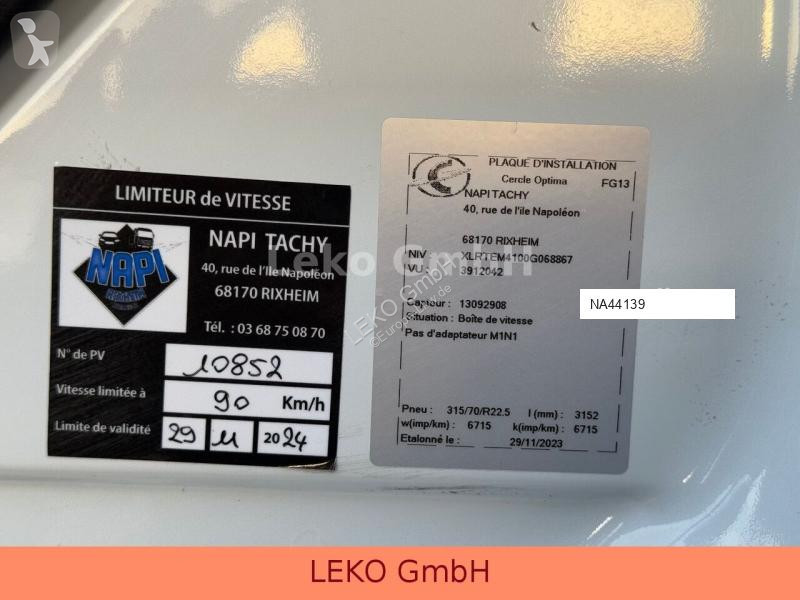 LIMITEUR de VITESSE
NAPI
NAPI TACHY
40, rue de l'Ile Napoléon
68170 RIXHEIM
Tél. : 03 68 75 08 70
N° de PV 10852
Vitesse limitée à 90 Km/h
Limite de validité 29 11 2024
PLAQUE D'INSTALLATION
Cercle Optima FG13
NAPI TACHY
40, rue de l'ile Napoléon
68170 RIXHEIM
NIV : XLRTEM4100G068867
VU : 3912042
Capteur : 13092908
Situation : Boîte de vitesse
Pas d'adaptateur M1N1
Pneu : 315/70/R22.5 l (mm) : 3152
w(imp/km) : 6715 k(imp/km) : 6715
Etalonné le : 29/11/2023
NA44139
Leko GmbH
LEKO GmbH
LEKO GmbH